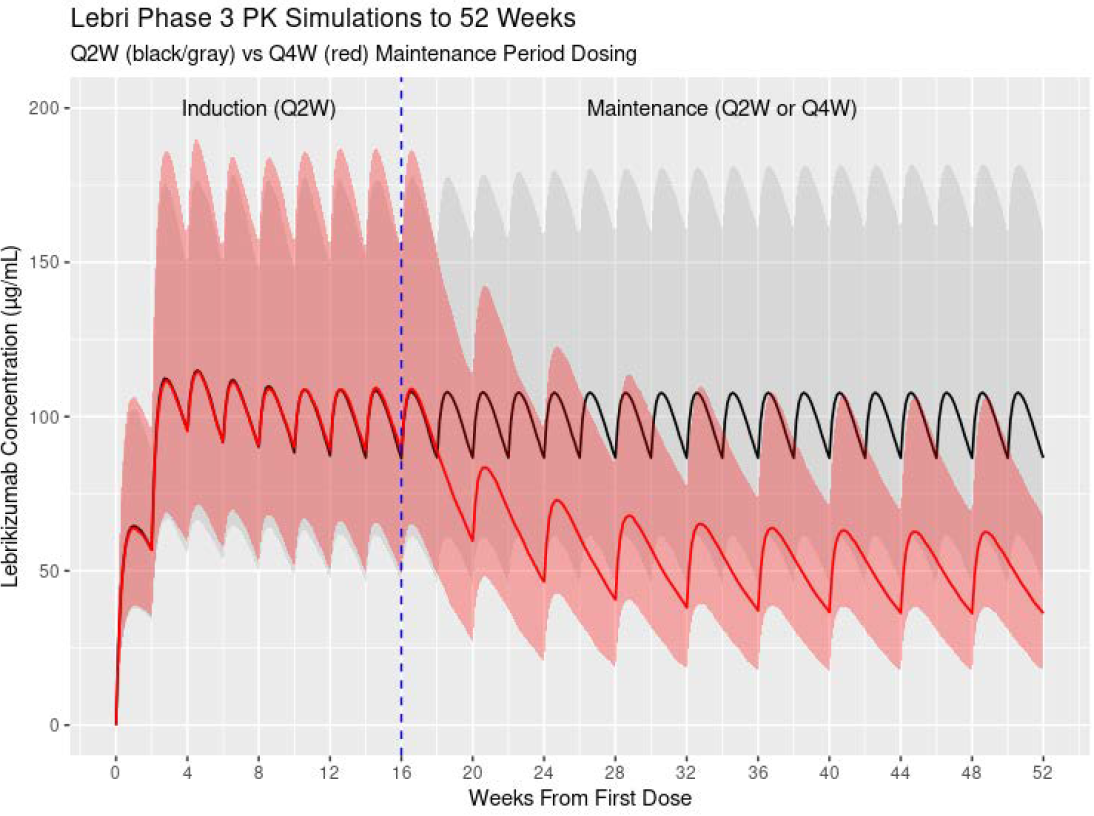 Lebri Phase 3 PK Simulations to 52 Weeks
Q2W (black/gray) vs Q4W (red) Maintenance Period Dosing
Induction (Q2W)
Maintenance (Q2W or Q4W)
Lebrikizumab Concentration (µg/mL)
200
150
100
50
0
0 4 8 12 16 20 24 28 32 36 40 44 48 52
Weeks From First Dose